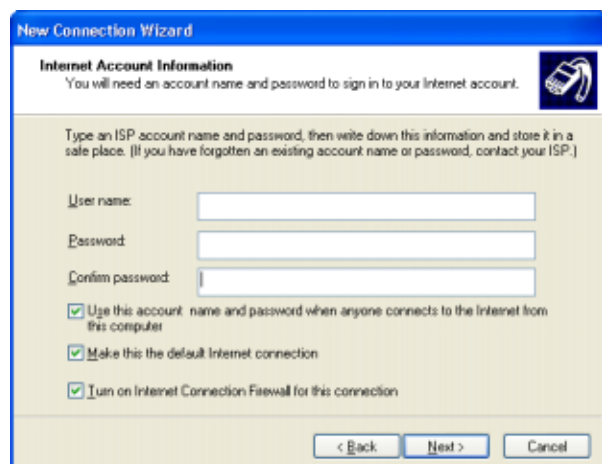 New Connection Wizard
Internet Account Information
You will need an account name and password to sign in to your Internet account.
Type an ISP account name and password, then write down this information and store it in a
safe place. (If you have forgotten an existing account name or password, contact your ISP.)
User name:
Password:
Confirm password:
Use this account name and password when anyone connects to the Internet from
this computer
Make this the default Internet connection
Turn on Internet Connection Firewall for this connection
< Back
Next >
Cancel